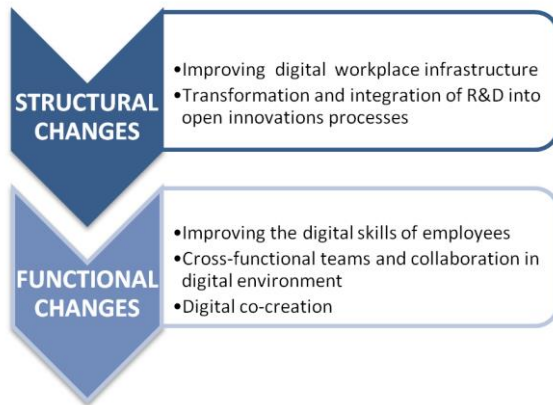 STRUCTURAL
CHANGES
•Improving digital workplace infrastructure
•Transformation and integration of R&D into
open innovations processes
FUNCTIONAL
CHANGES
•Improving the digital skills of employees
•Cross-functional teams and collaboration in
digital environment
•Digital co-creation